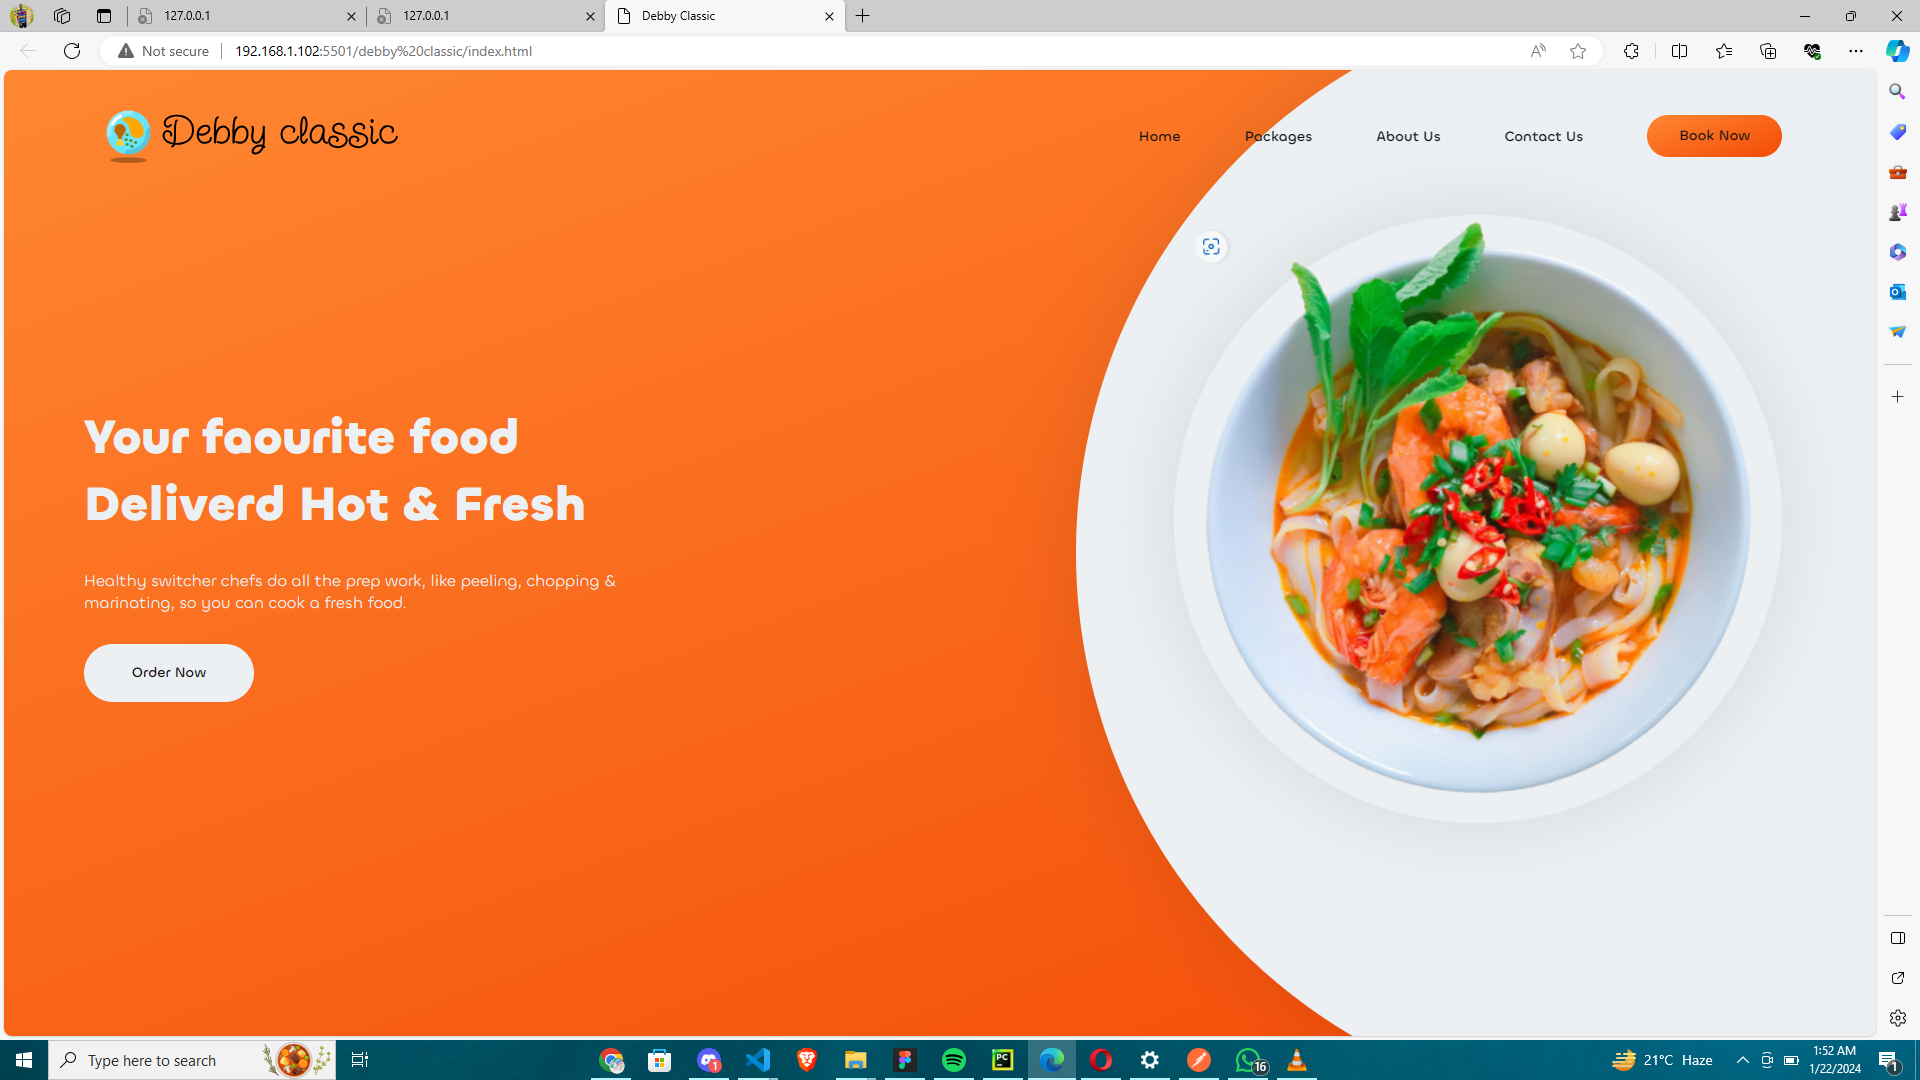 127.0.0.1
127.0.0.1
Debby Classic
Not secure
192.168.1.102:5501/debby%20classic/index.html
Debby classic
Home
Packages
About Us
Contact Us
Book Now
Your faourite food
Deliverd Hot & Fresh
Healthy switcher chefs do all the prep work, like peeling, chopping &
marinating, so you can cook a fresh food.
Order Now
Type here to search
1
PC
16
21°C Haze
1:52 AM
1/22/2024
1